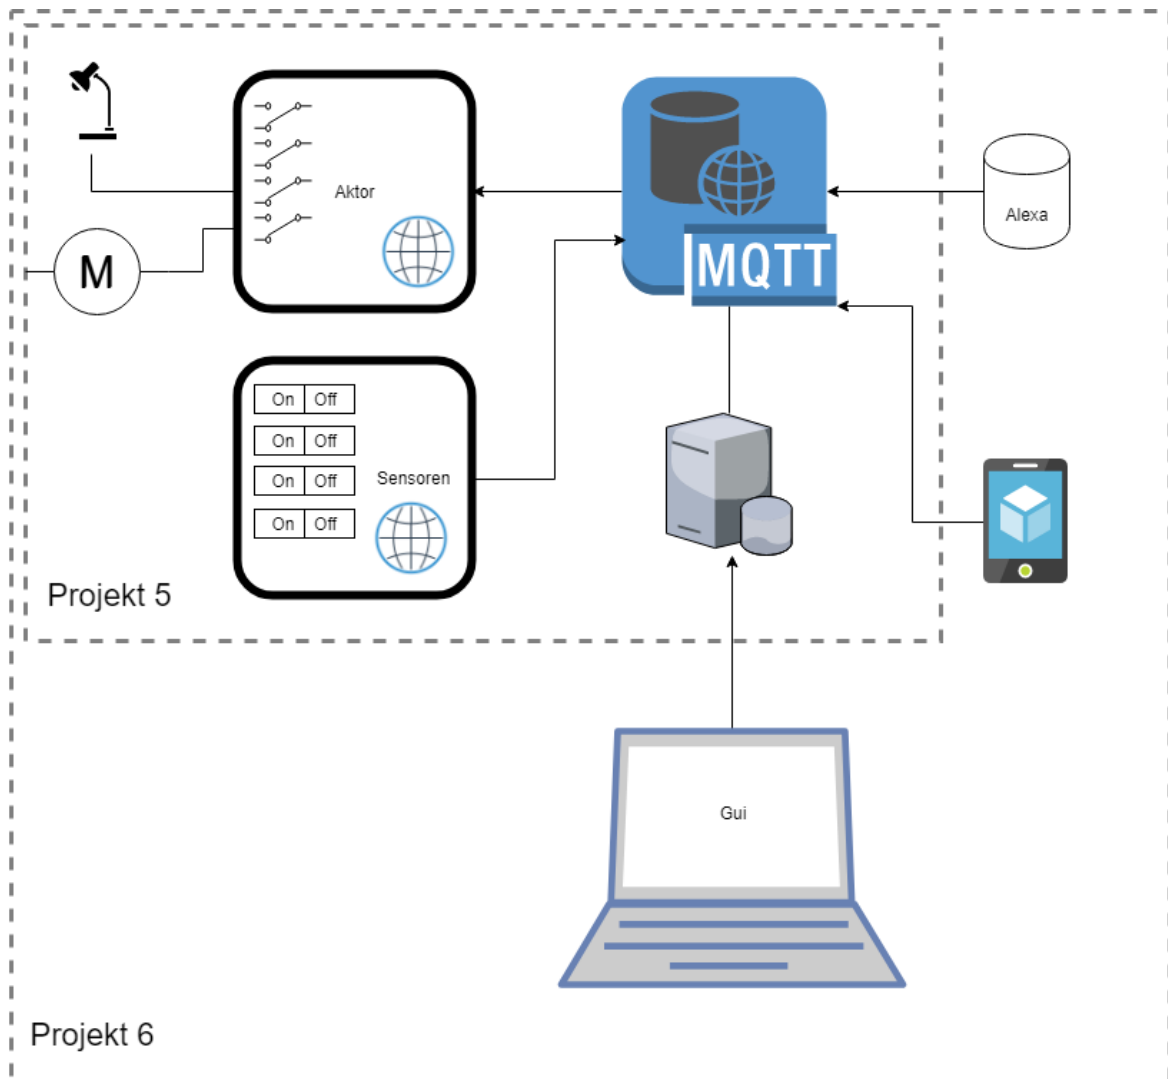 Aktor
M
MQTT
Alexa
On Off
On Off
On Off
On Off
Sensoren
Projekt 5
Gui
Projekt 6